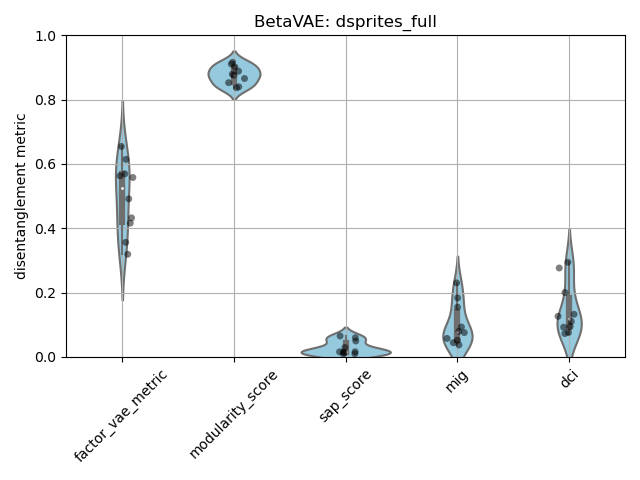 BetaVAE: dsprites_full
disentanglement metric
1.0
0.8
0.6
0.4
0.2
0.0
factor_vae_metric
modularity_score
sap_score
mig
dci